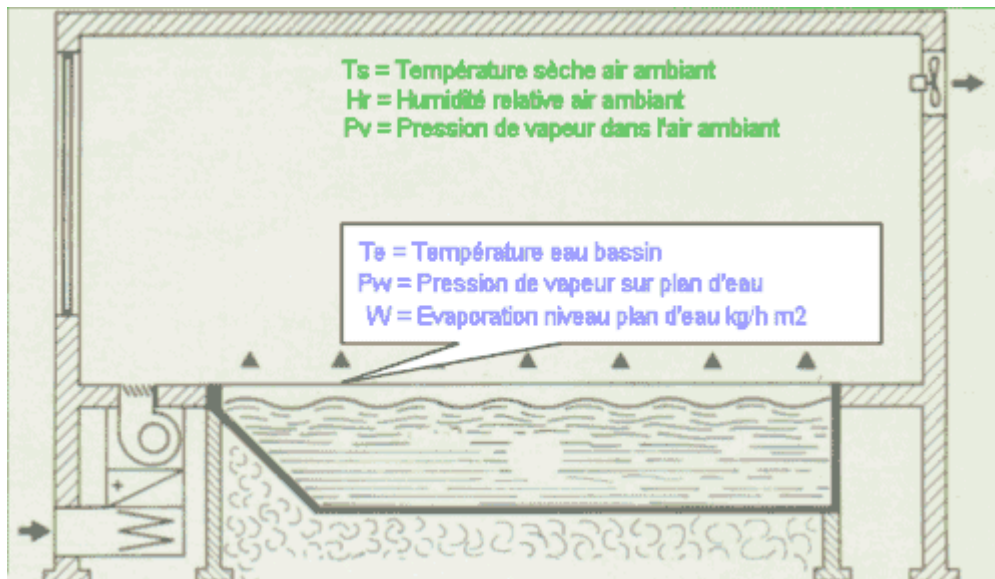 Ts = Température sèche air ambiant
Hr = Humidité relative air ambiant
Pv = Pression de vapeur dans l'air ambiant
Te = Température eau bassin
Pw = Pression de vapeur sur plan d'eau
W = Evaporation niveau plan d'eau kg/h m2